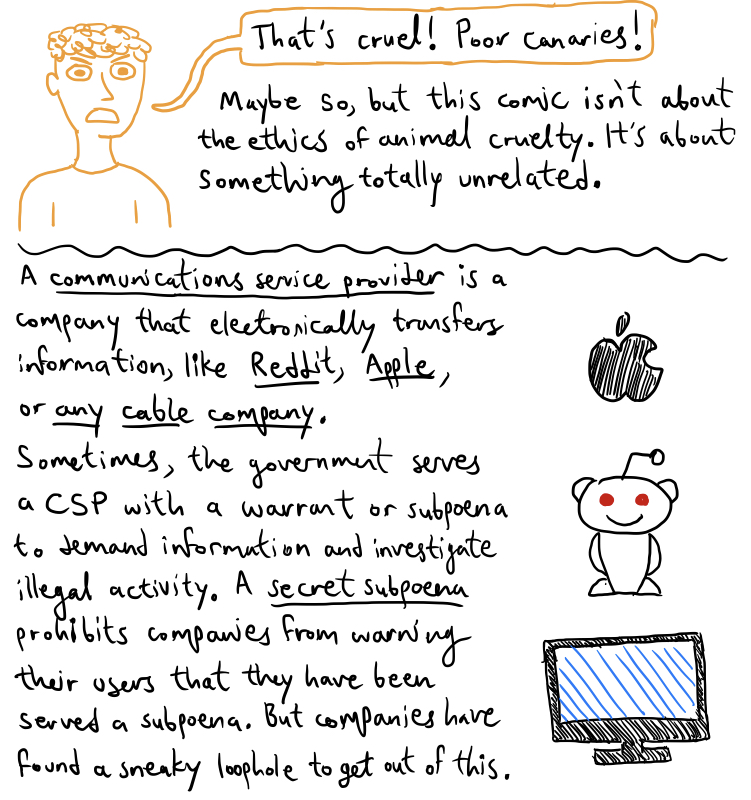 That's cruel! Poor canaries!
Maybe so, but this comic isn't about
the ethics of animal cruelty. It's about
something totally unrelated.
A communications service provider is a
company that electronically transfers
information, like Reddit, Apple,
or any cable company.
Sometimes, the government serves
a CSP with a warrant or subpoena
to demand information and investigate
illegal activity. A secret subpoena
prohibits companies from warning
their users that they have been
served a subpoena. But companies have
found a sneaky loophole to get out of this.